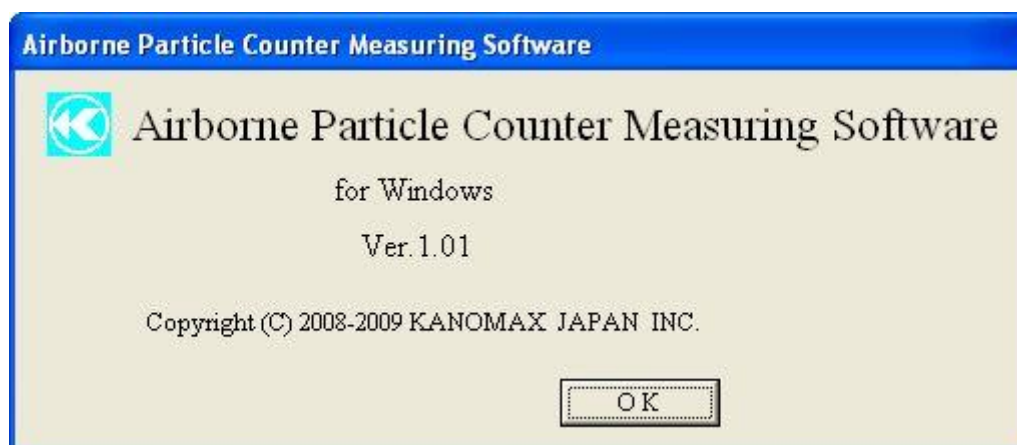 Airborne Particle Counter Measuring Software
Airborne Particle Counter Measuring Software
for Windows
Ver.1.01
Copyright (C) 2008-2009 KANOMAX JAPAN INC.
OK